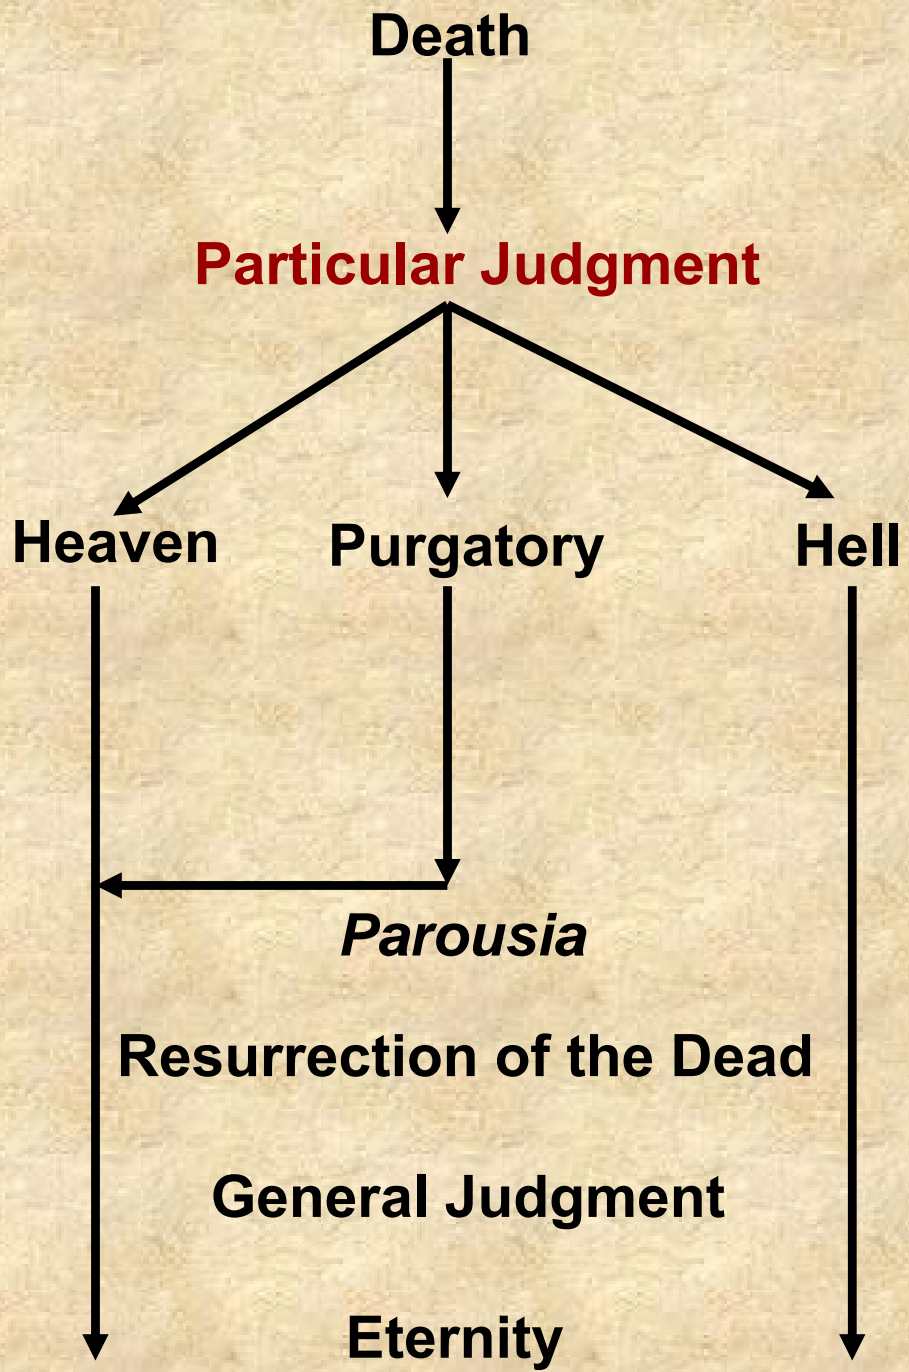 Death
Particular Judgment
Heaven Purgatory Hell
Parousia
Resurrection of the Dead
General Judgment
Eternity